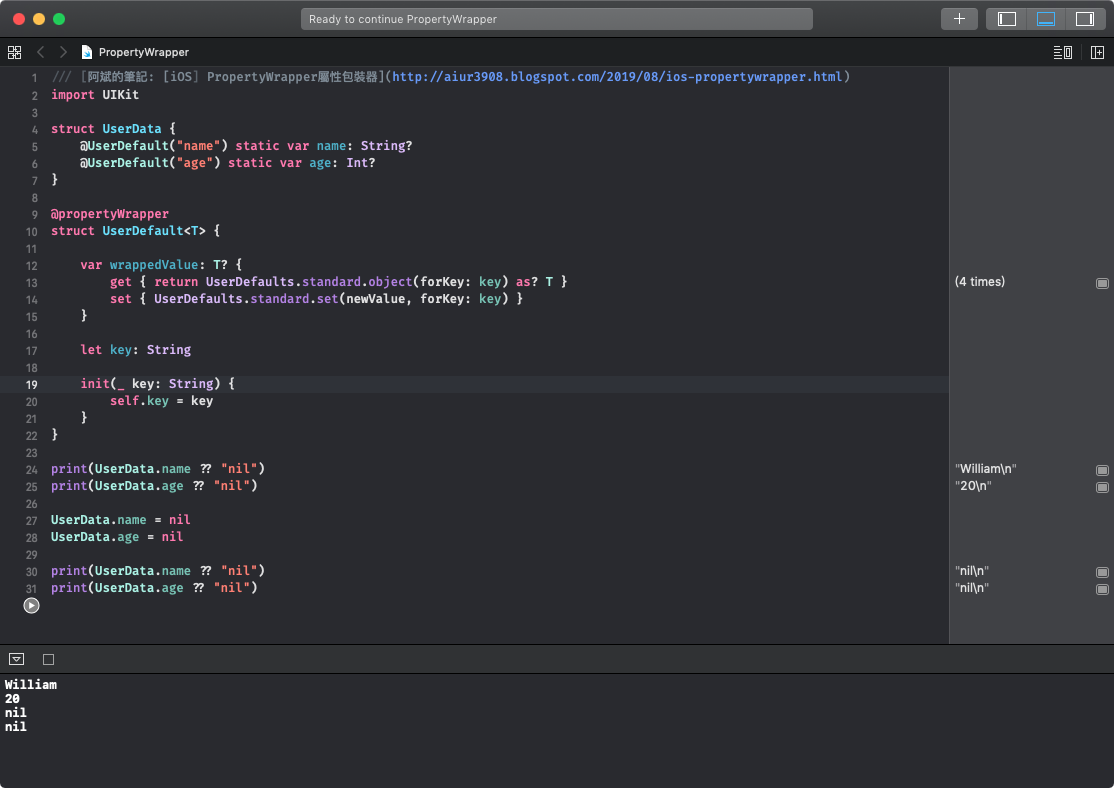 Ready to continue PropertyWrapper
PropertyWrapper
1 /// [阿斌的筆記: [iOS] PropertyWrapper屬性包裝器](http://aiur3908.blogspot.com/2019/08/ios-propertywrapper.html)
2 import UIKit
3
4 struct UserData {
5     @UserDefault("name") static var name: String?
6     @UserDefault("age") static var age: Int?
7 }
8
9 @propertyWrapper
10 struct UserDefault<T> {
11
12     var wrappedValue: T? {
13         get { return UserDefaults.standard.object(forKey: key) as? T } (4 times)
14         set { UserDefaults.standard.set(newValue, forKey: key) }
15     }
16
17     let key: String
18
19     init(_ key: String) {
20         self.key = key
21     }
22 }
23
24 print(UserData.name ?? "nil") "William\n"
25 print(UserData.age ?? "nil") "20\n"
26
27 UserData.name = nil
28 UserData.age = nil
29
30 print(UserData.name ?? "nil") "nil\n"
31 print(UserData.age ?? "nil") "nil\n"
William
20
nil
nil